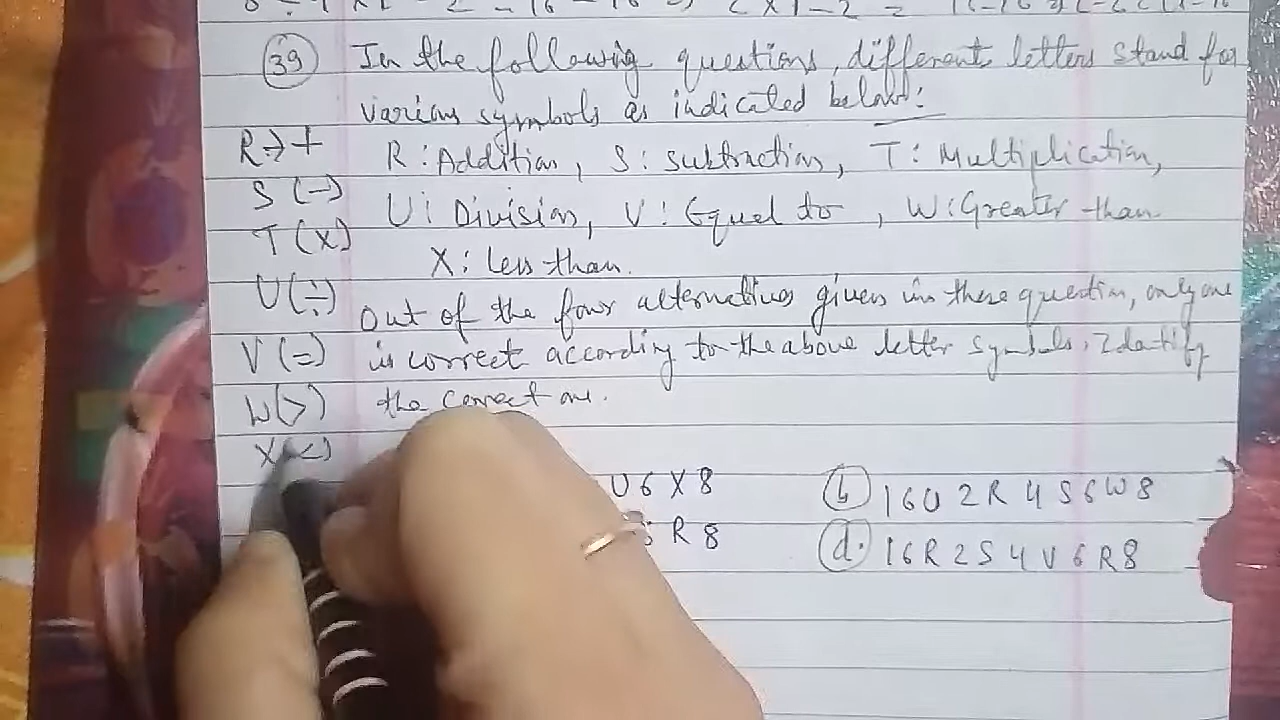 (39) In the following questions, different letters stand for
various symbols as indicated below:
R→+ R: Addition, S: subtraction, T: Multiplication,
S (−) U: Division, V: Equal to, W: Greater than
T (×) X: less than.
U (÷) out of the four alternatives given in these question, only one
V (=) is correct according to the above letter symbols, Identify
W(>) the correct one.
X(<)
U 6 X 8 (b) 16 U 2 R 4 S 6 W 8
R 8 (d.) 16 R 2 S 4 V 6 R 8